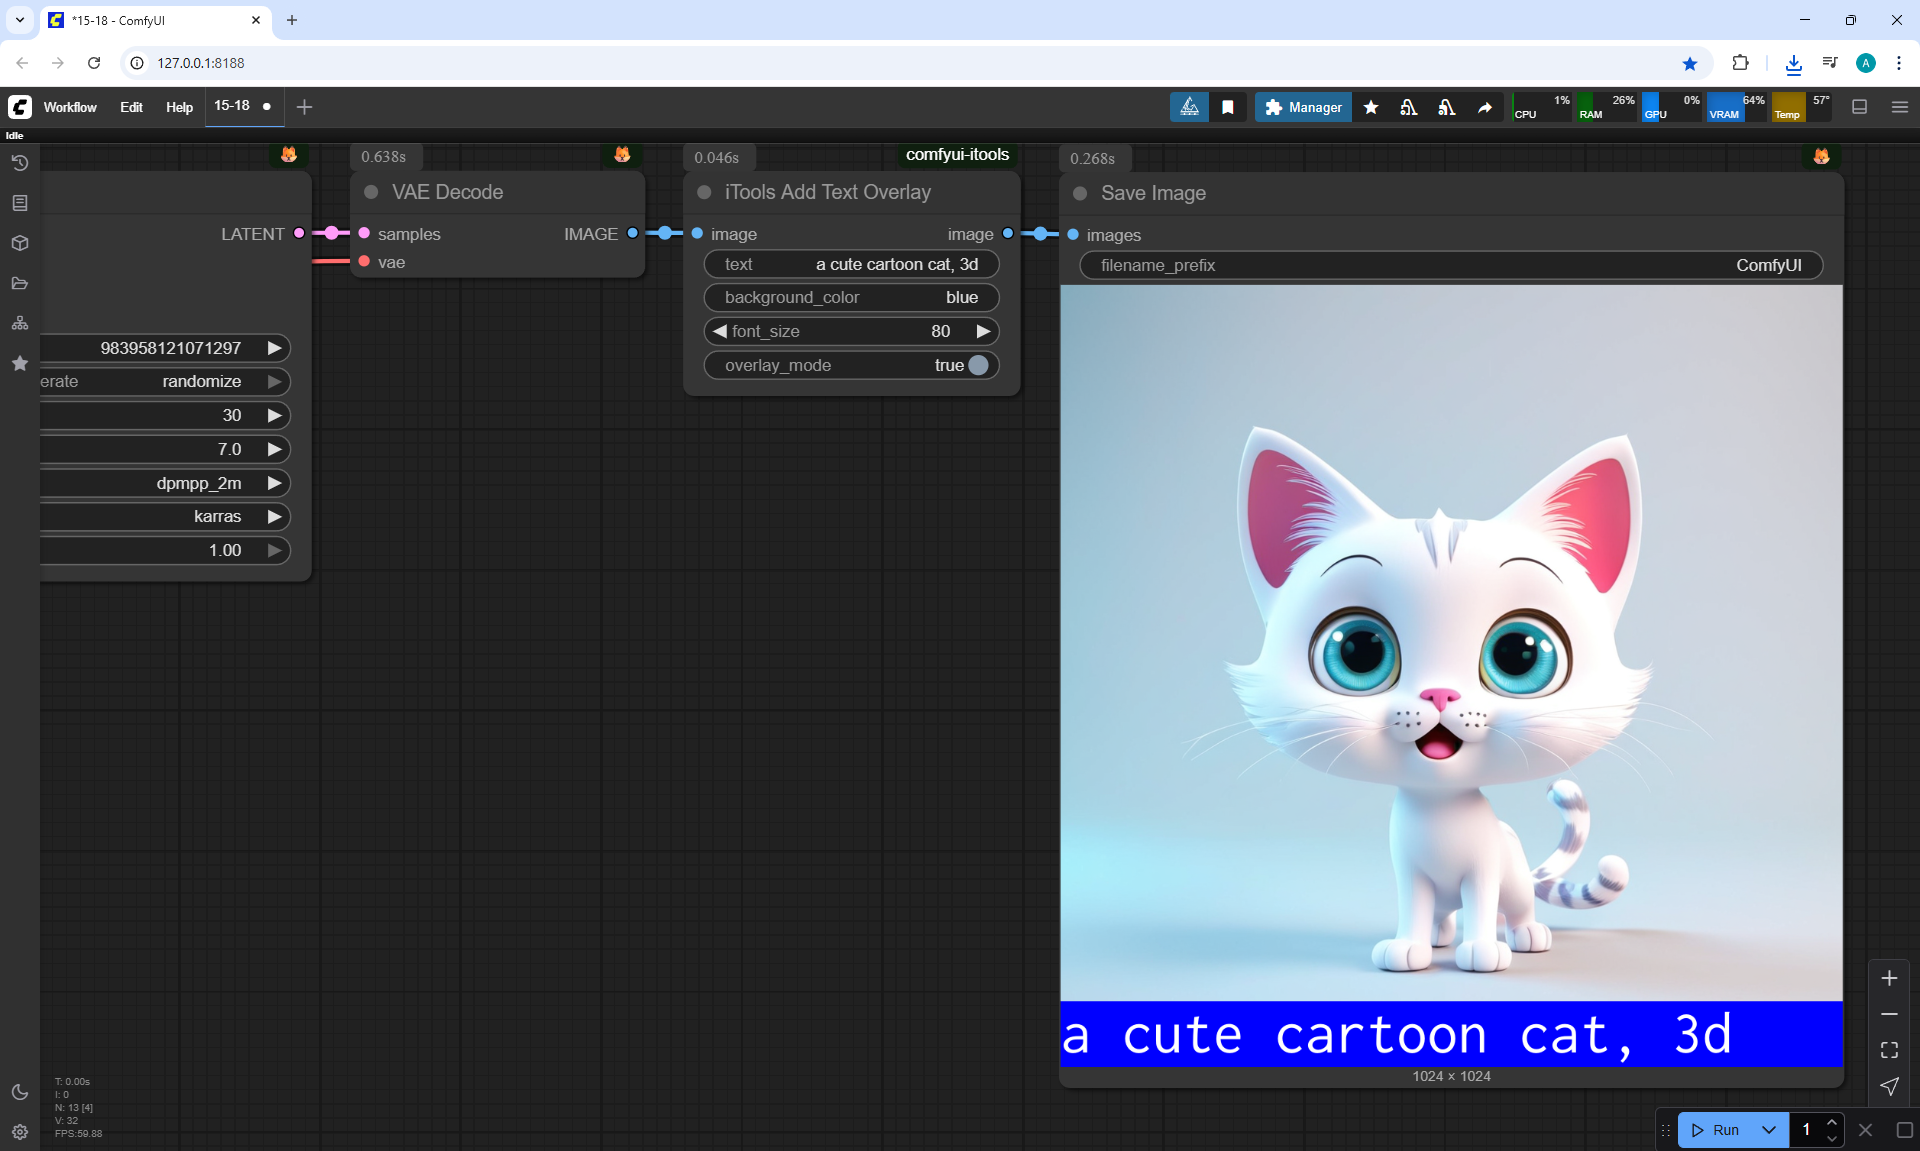 *15-18 - ComfyUI
127.0.0.1:8188
A
Workflow Edit Help 15-18
Manager
CPU 1% RAM 26% GPU 0% VRAM 64% Temp 57°
Idle
0.638s
0.046s
comfyui-itools
0.268s
VAE Decode
iTools Add Text Overlay
Save Image
LATENT
samples
IMAGE
image
image
images
vae
text a cute cartoon cat, 3d
filename_prefix ComfyUI
background_color blue
font_size 80
overlay_mode true
983958121071297
erate randomize
30
7.0
dpmpp_2m
karras
1.00
a cute cartoon cat, 3d
1024 × 1024
T: 0.00s
I: 0
N: 13 [4]
V: 32
FPS:59.88
Run 1